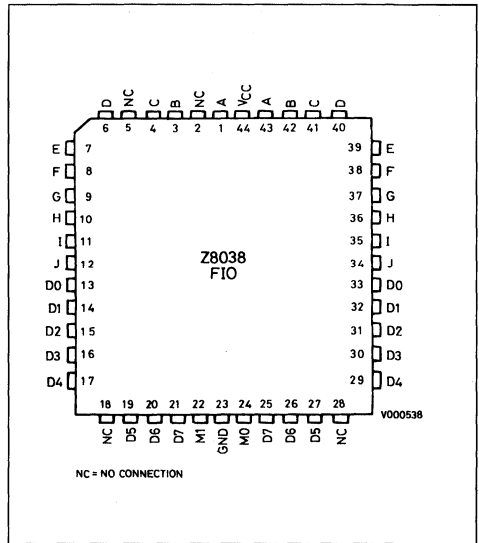 D NC C B NC A VCC A B C D
6 5 4 3 2 1 44 43 42 41 40
E 7 39 E
F 8 38 F
G 9 37 G
H 10 36 H
I 11 35 I
J 12 34 J
D0 13 33 D0
D1 14 32 D1
D2 15 31 D2
D3 16 30 D3
D4 17 29 D4
Z8038
FIO
18 19 20 21 22 23 24 25 26 27 28
NC D5 D6 D7 M1 GND M0 D7 D6 D5 NC
V000538
NC = NO CONNECTION